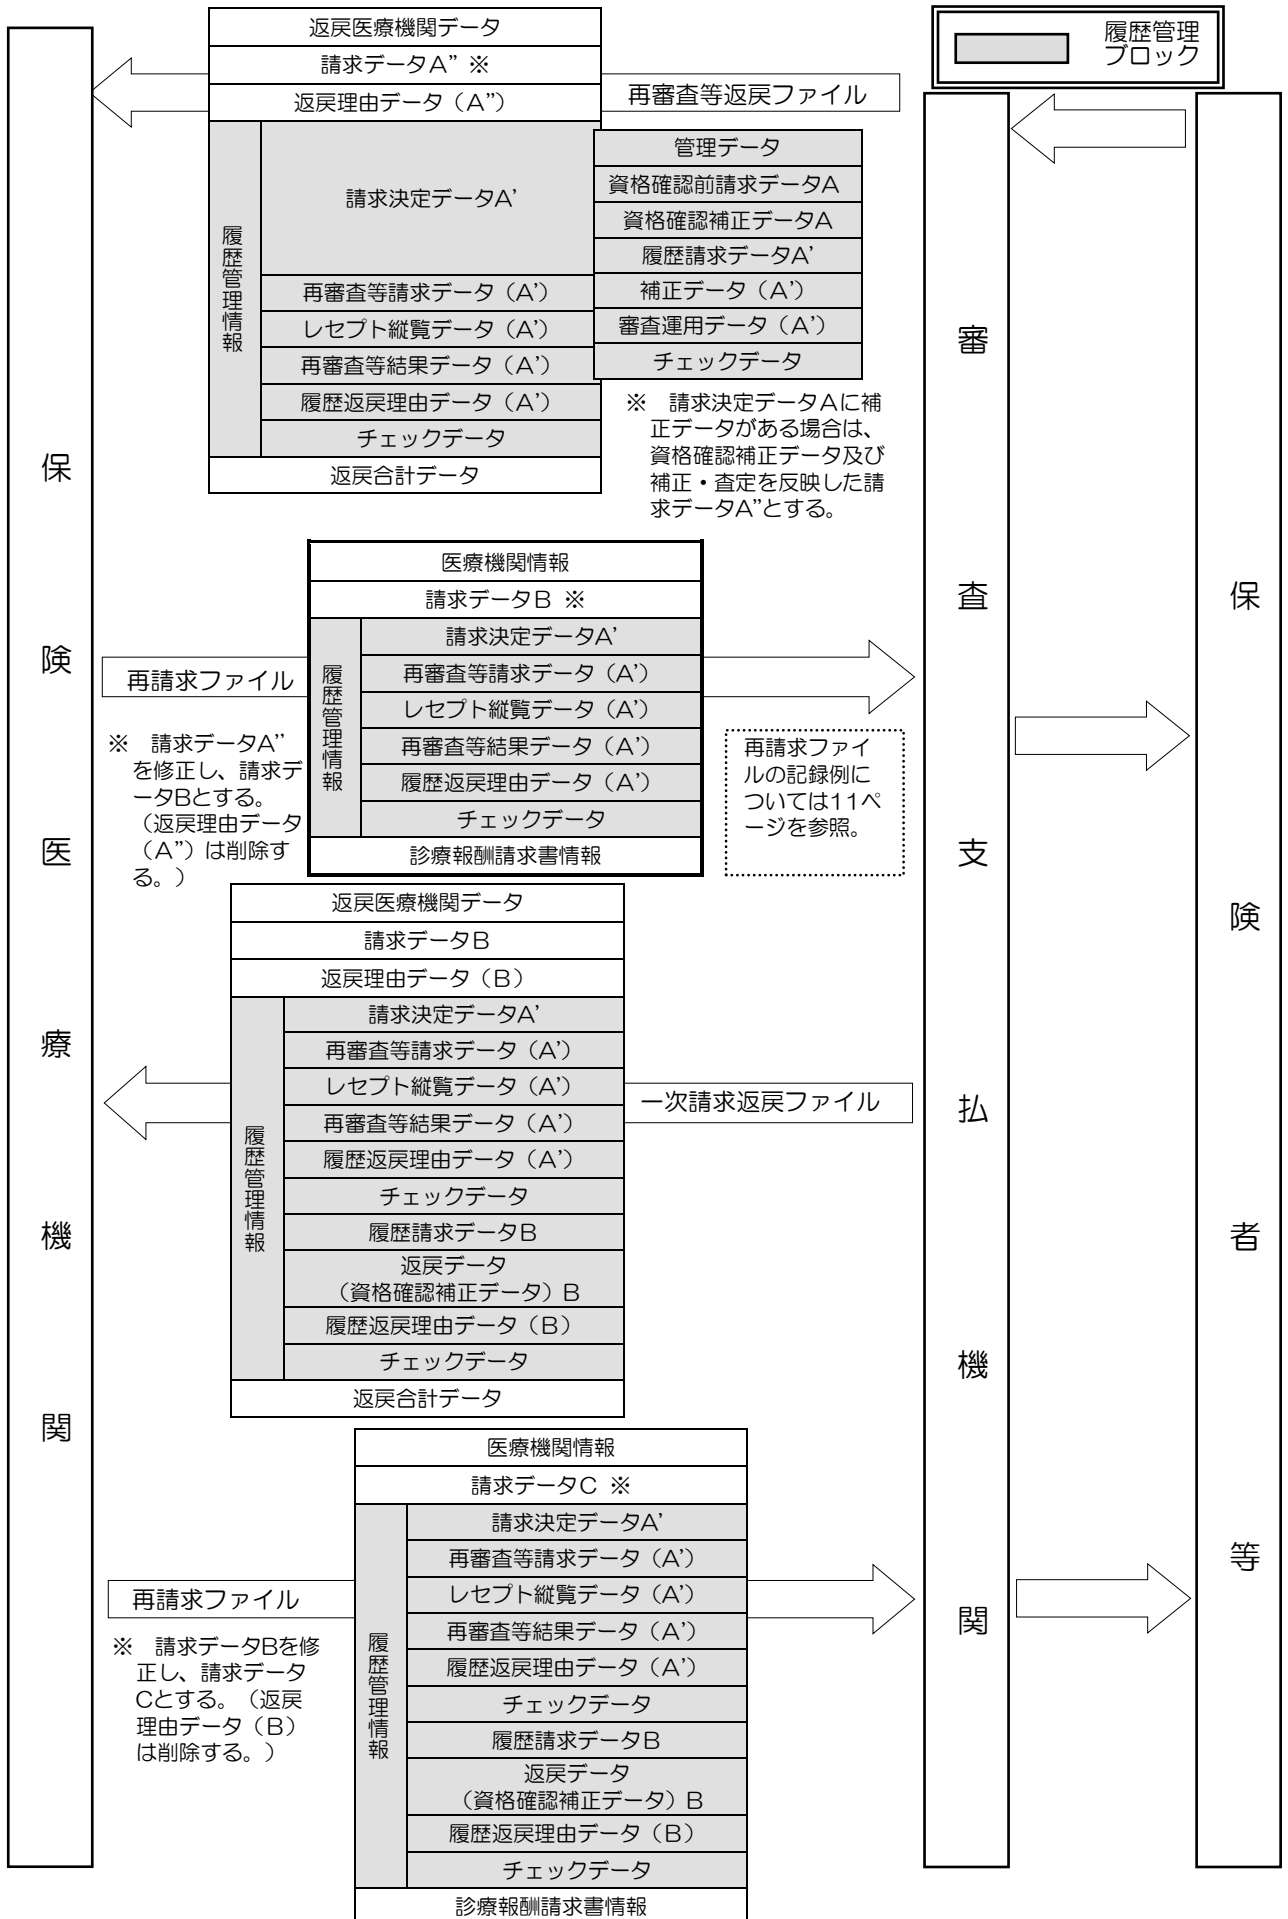 履歴管理
ブロック
返戻医療機関データ
請求データA” ※
返戻理由データ（A”）
再審査等返戻ファイル
履歴管理情報
請求決定データA’
再審査等請求データ（A’）
レセプト縦覧データ（A’）
再審査等結果データ（A’）
履歴返戻理由データ（A’）
チェックデータ
返戻合計データ
管理データ
資格確認前請求データA
資格確認補正データA
履歴請求データA’
補正データ（A’）
審査運用データ（A’）
チェックデータ
※　請求決定データAに補
正データがある場合は、
資格確認補正データ及び
補正・査定を反映した請
求データA”とする。
保険医療機関
審査支払機関
保険者等
再請求ファイル
医療機関情報
請求データB ※
履歴管理情報
請求決定データA’
再審査等請求データ（A’）
レセプト縦覧データ（A’）
再審査等結果データ（A’）
履歴返戻理由データ（A’）
チェックデータ
診療報酬請求書情報
※　請求データA”
を修正し、請求デ
ータBとする。
（返戻理由データ
（A”）は削除す
る。）
再請求ファイ
ルの記録例に
ついては11ペ
ージを参照。
返戻医療機関データ
請求データB
返戻理由データ（B）
一次請求返戻ファイル
履歴管理情報
請求決定データA’
再審査等請求データ（A’）
レセプト縦覧データ（A’）
再審査等結果データ（A’）
履歴返戻理由データ（A’）
チェックデータ
履歴請求データB
返戻データ
（資格確認補正データ）B
履歴返戻理由データ（B）
チェックデータ
返戻合計データ
再請求ファイル
医療機関情報
請求データC ※
履歴管理情報
請求決定データA’
再審査等請求データ（A’）
レセプト縦覧データ（A’）
再審査等結果データ（A’）
履歴返戻理由データ（A’）
チェックデータ
履歴請求データB
返戻データ
（資格確認補正データ）B
履歴返戻理由データ（B）
チェックデータ
診療報酬請求書情報
※　請求データBを修
正し、請求データ
Cとする。（返戻
理由データ（B）
は削除する。）